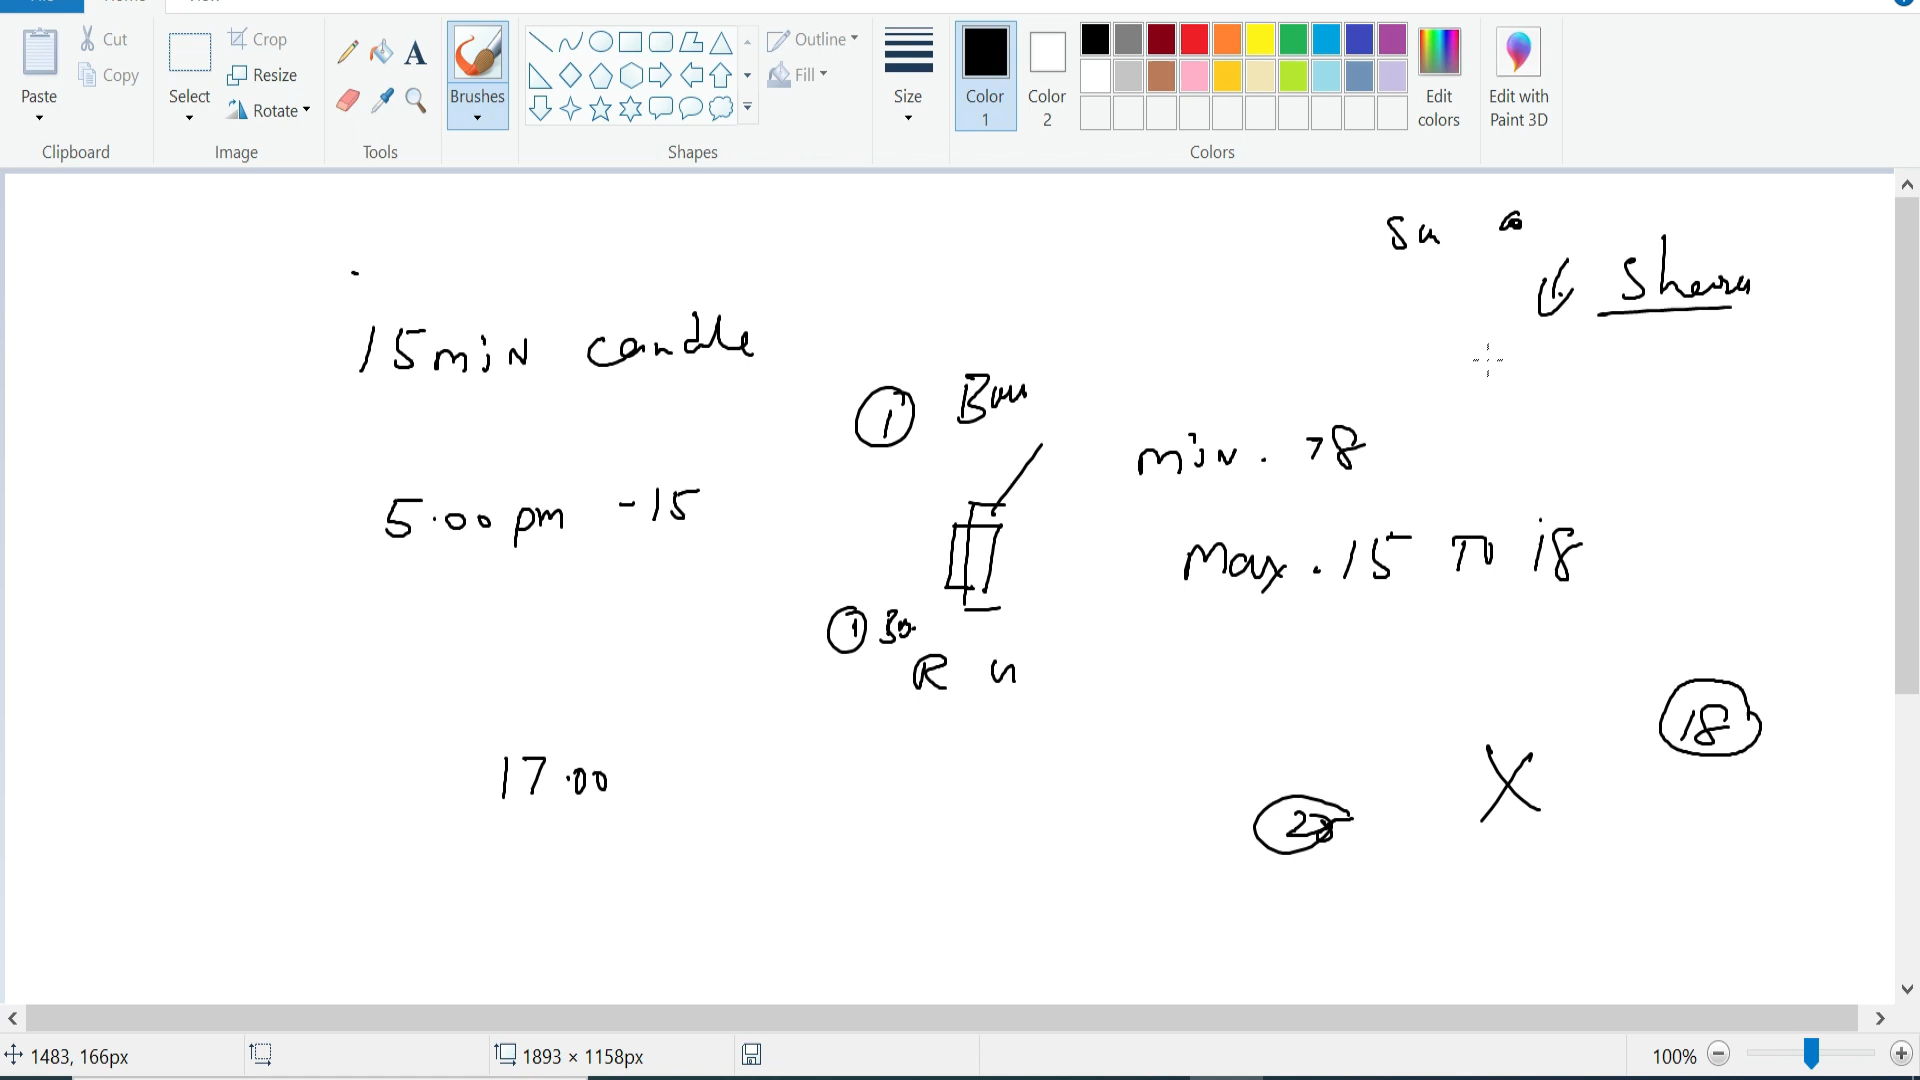 Paste
Cut
Copy
Clipboard
Select
Crop
Resize
Rotate
Image
Tools
Brushes
Shapes
Outline
Fill
Size
Color
1
Color
2
Colors
Edit
colors
Edit with
Paint 3D
15 min candle
1
min. 78
5.00 pm - 15
Max. 15 TO 18
1
R
18
17.00
1483, 166px
1893 × 1158px
100%